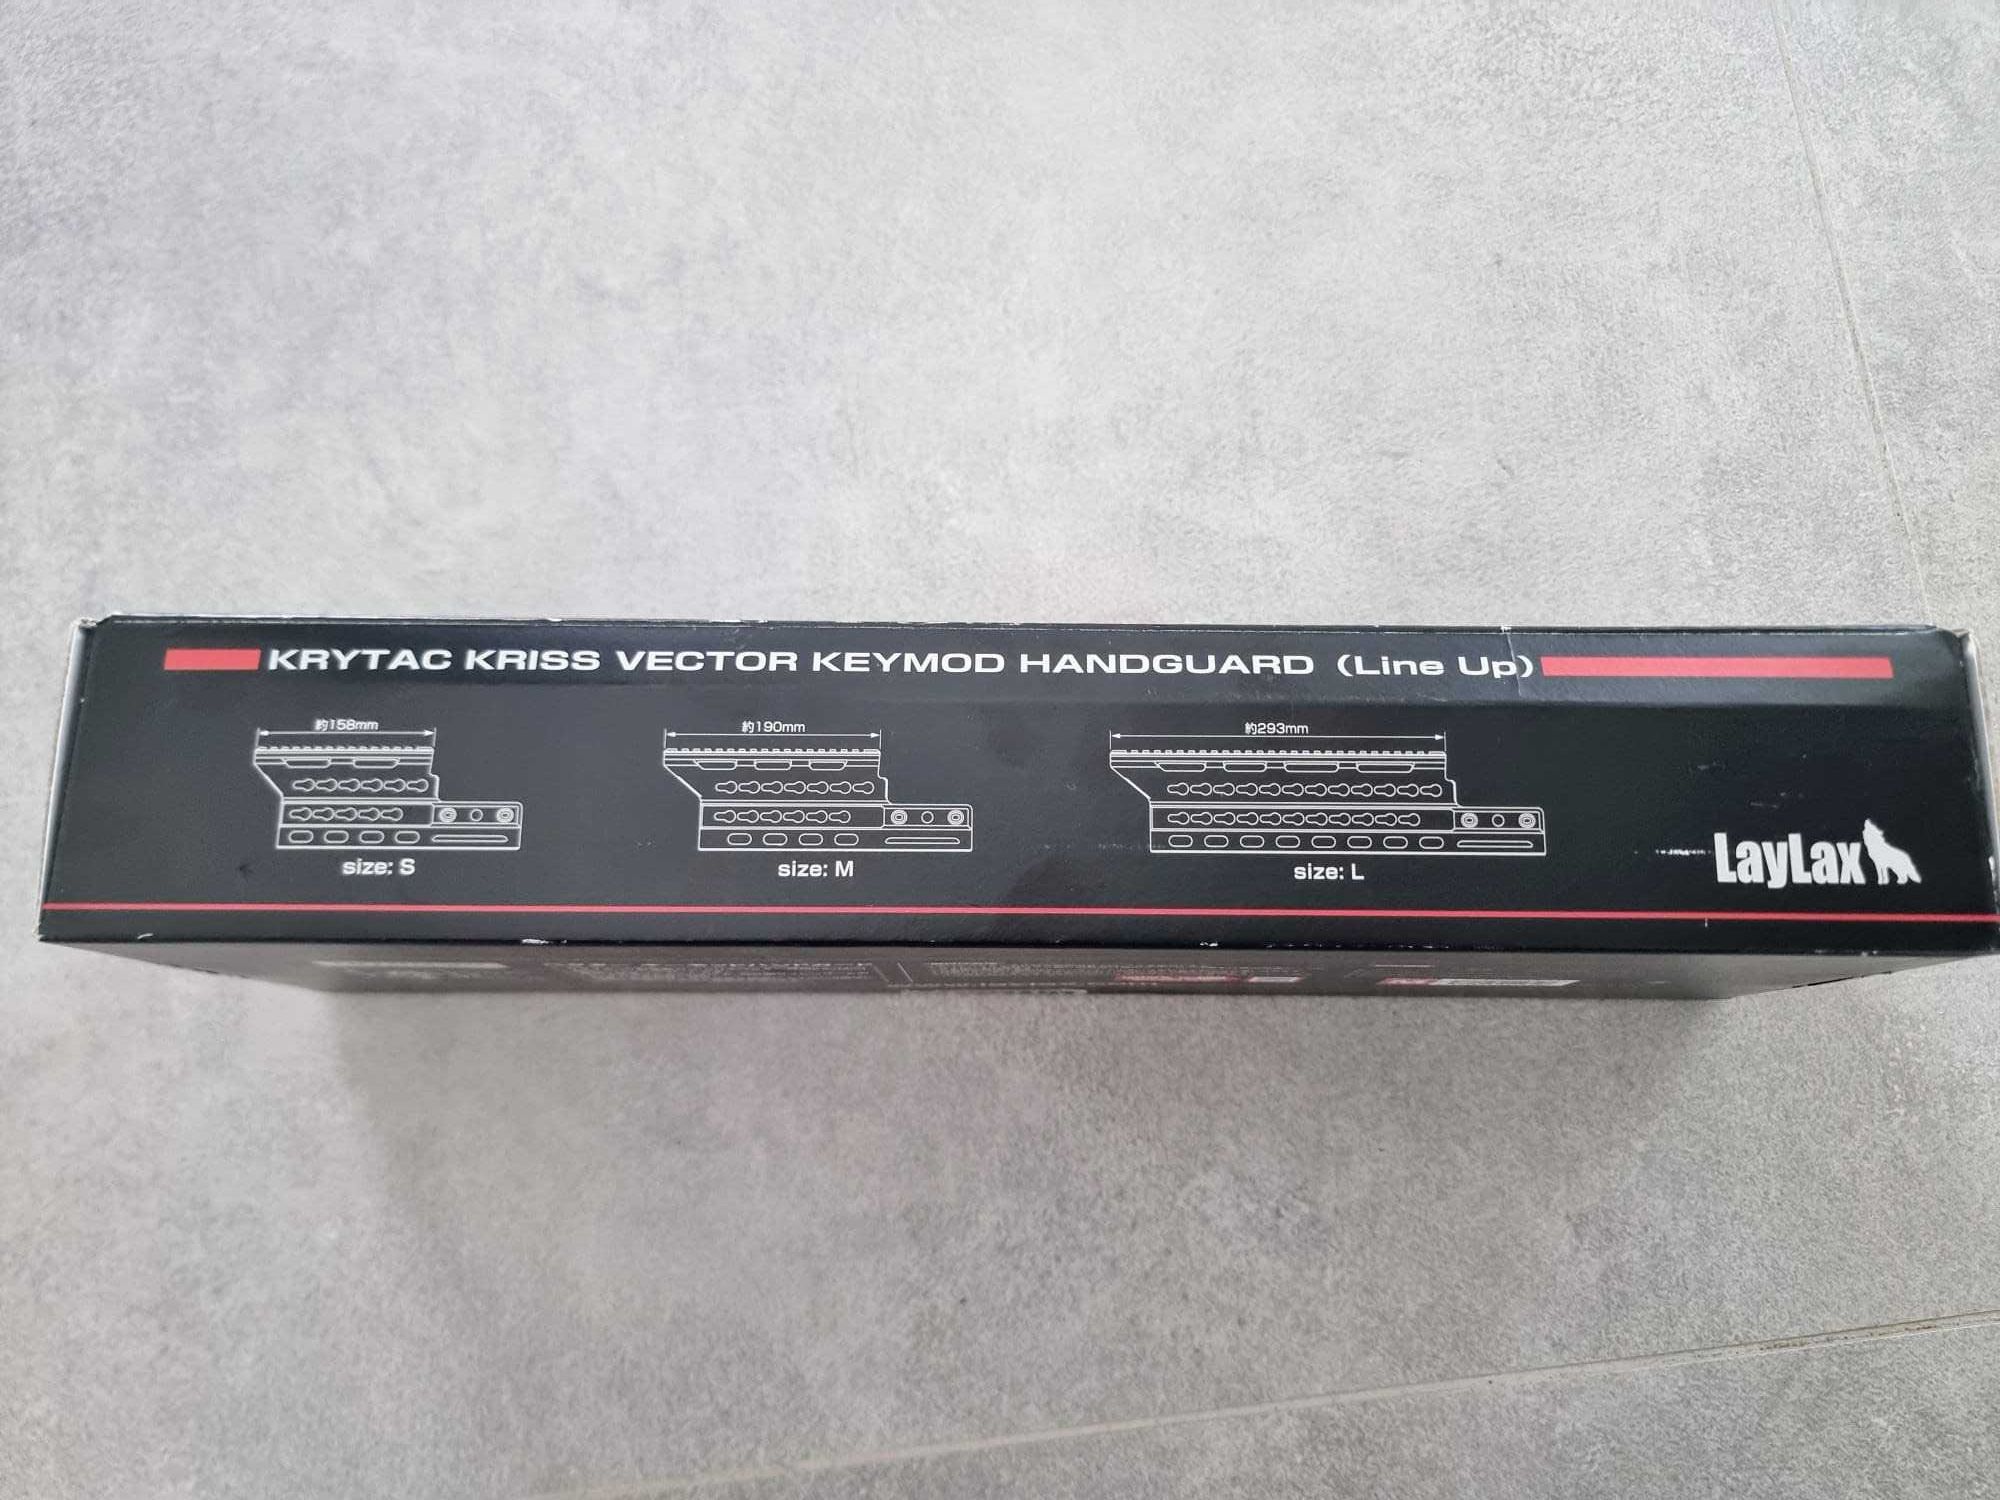 KRYTAC KRISS VECTOR KEYMOD HANDGUARD (Line Up)
約158mm
約190mm
約293mm
size: S
size: M
size: L
LayLax